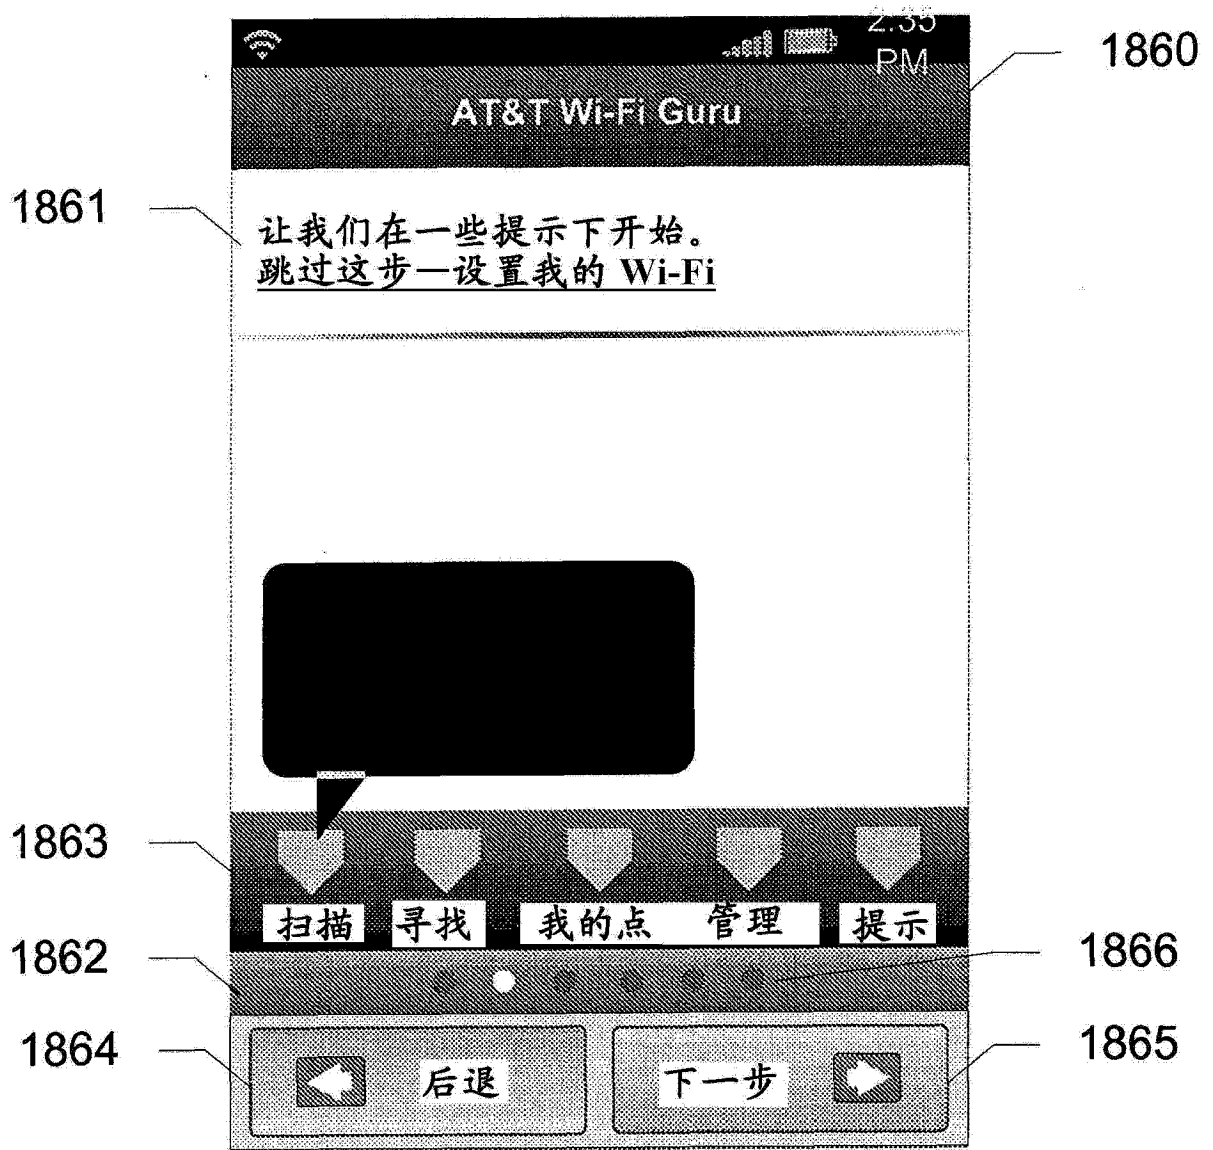 2:35
PM
1860
AT&T Wi-Fi Guru
1861
让我们在一些提示下开始。
跳过这步一设置我的 Wi-Fi
1863
扫描 寻找 我的点 管理 提示
1862
1866
1864
后退
下一步
1865